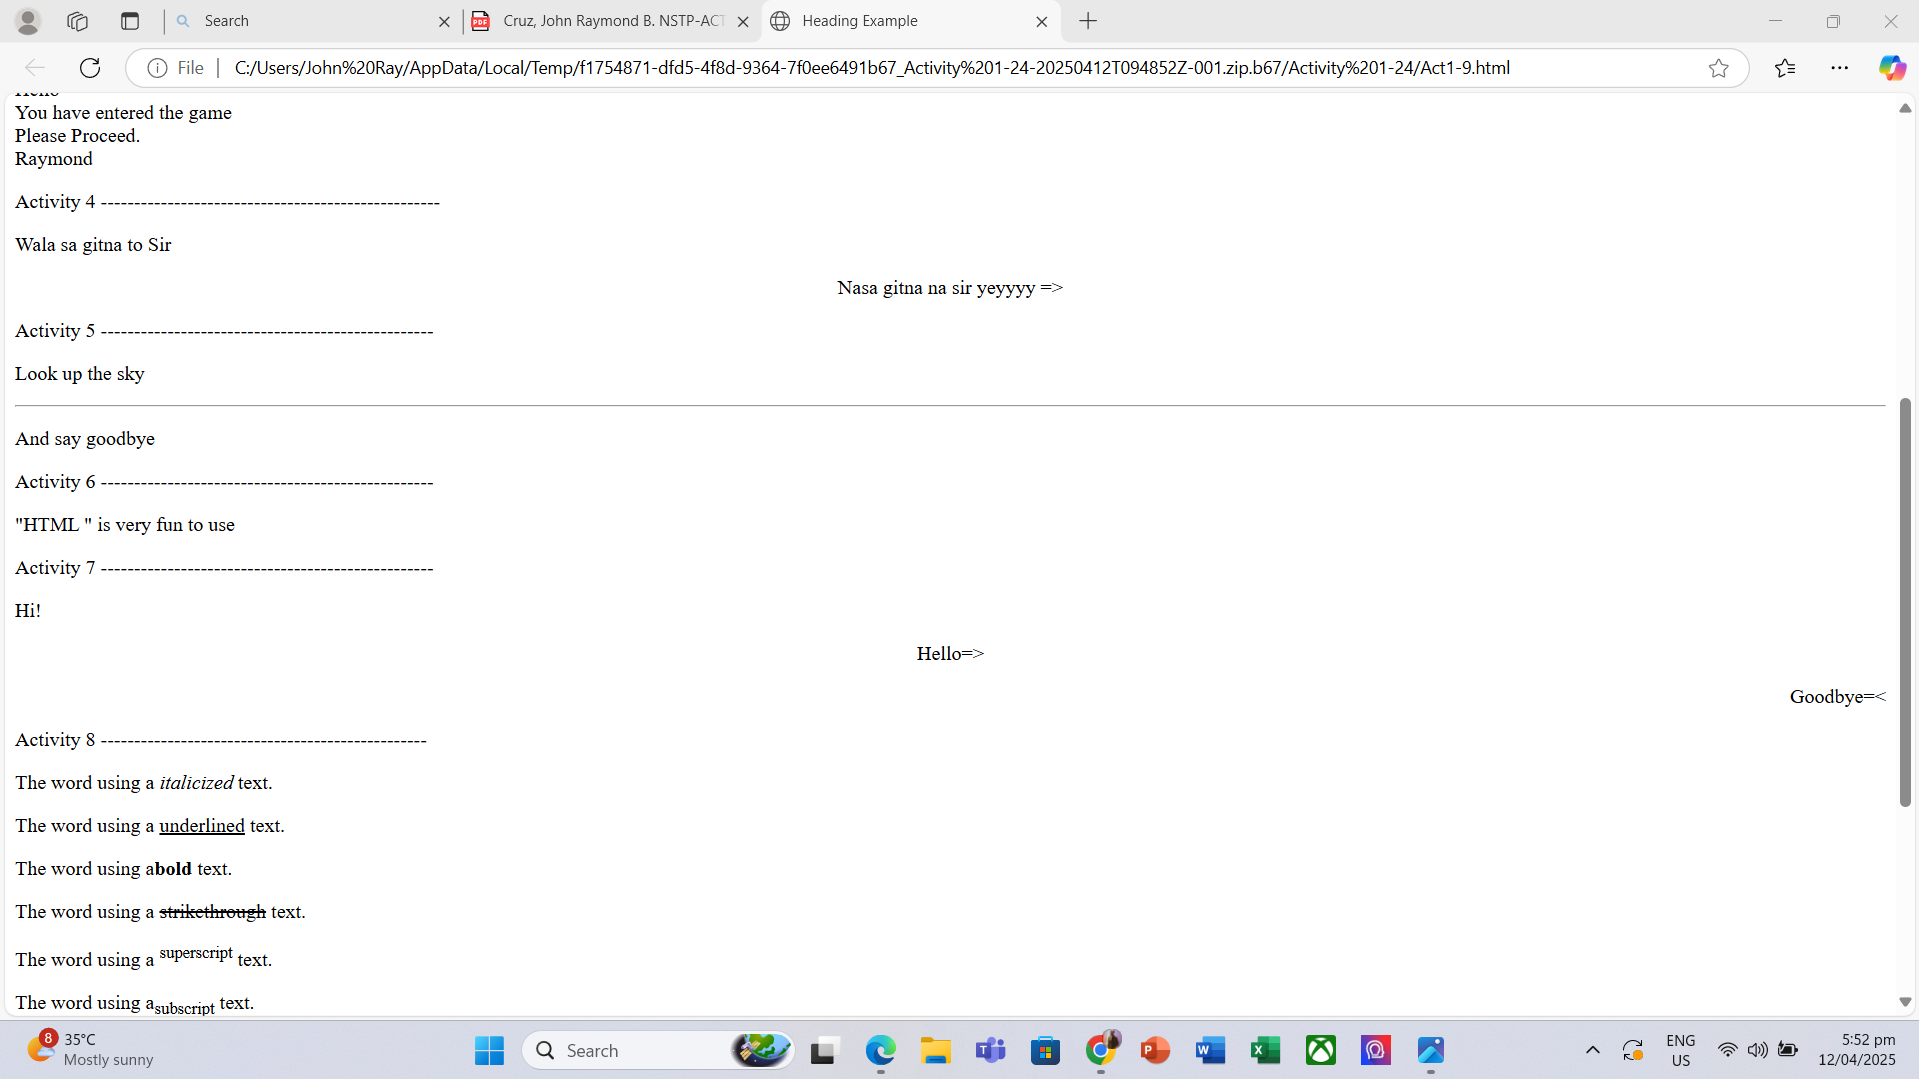 Search
Cruz, John Raymond B. NSTP-ACT
Heading Example
File
C:/Users/John%20Ray/AppData/Local/Temp/f1754871-dfd5-4f8d-9364-7f0ee6491b67_Activity%201-24-20250412T094852Z-001.zip.b67/Activity%201-24/Act1-9.html
Hello
You have entered the game
Please Proceed.
Raymond
Activity 4 ---------------------------------------------------
Wala sa gitna to Sir
Nasa gitna na sir yeyyyy =>
Activity 5 --------------------------------------------------
Look up the sky
And say goodbye
Activity 6 --------------------------------------------------
"HTML " is very fun to use
Activity 7 --------------------------------------------------
Hi!
Hello=>
Goodbye=<
Activity 8 -------------------------------------------------
The word using a italicized text.
The word using a underlined text.
The word using abold text.
The word using a strikethrough text.
The word using a superscript text.
The word using asubscript text.
8
35°C
Mostly sunny
Search
ENG
US
5:52 pm
12/04/2025